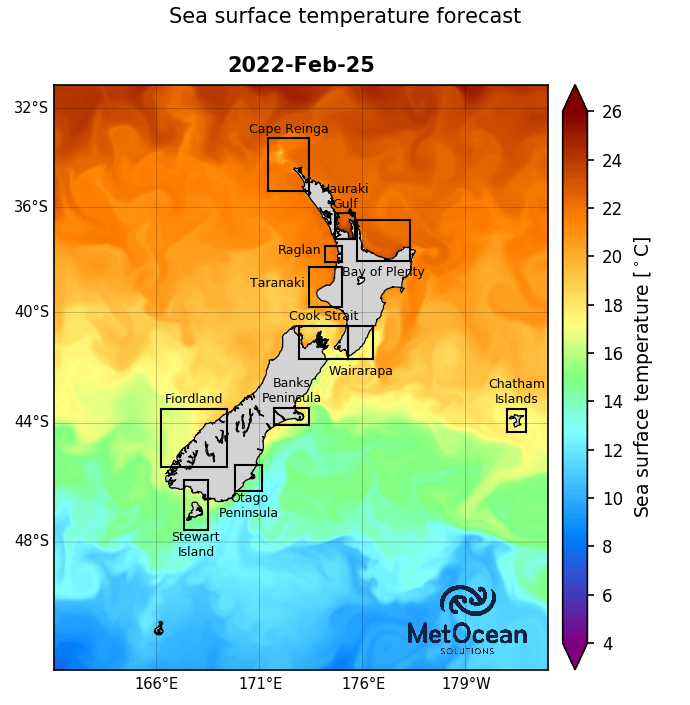 Sea surface temperature forecast
2022-Feb-25
32°S
36°S
40°S
44°S
48°S
166°E
171°E
176°E
179°W
Cape Reinga
Hauraki
Gulf
Raglan
Bay of Plenty
Taranaki
Cook Strait
Wairarapa
Banks
Peninsula
Fiordland
Chatham
Islands
Otago
Peninsula
Stewart
Island
MetOcean
SOLUTIONS
26
24
22
20
18
16
14
12
10
8
6
4
Sea surface temperature [°C]